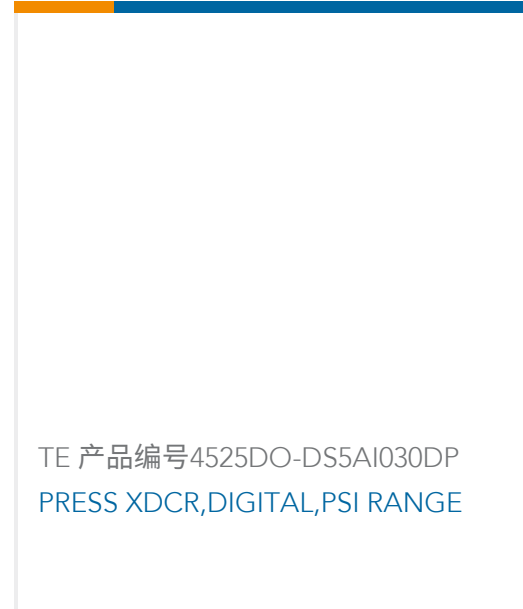 TE 产品编号4525DO-DS5AI030DP
PRESS XDCR,DIGITAL,PSI RANGE